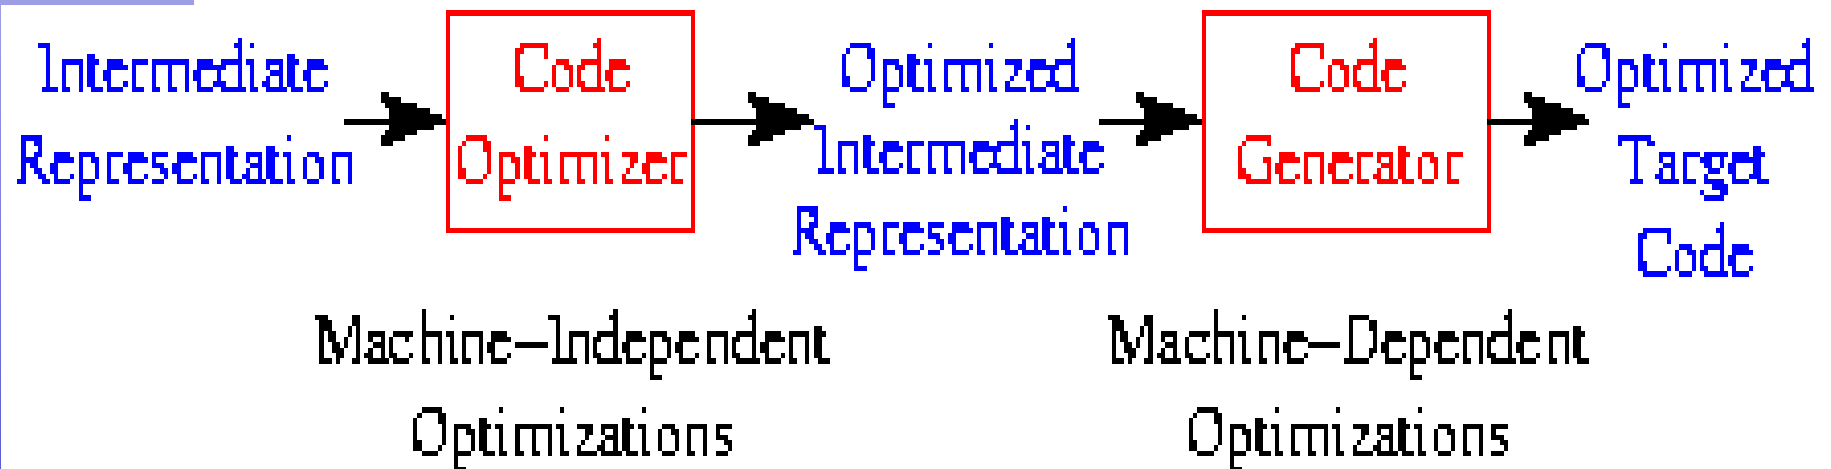 Intermediate
Representation
Code
Optimizer
Optimized
Intermediate
Representation
Code
Generator
Optimized
Target
Code
Machine-Independent
Optimizations
Machine-Dependent
Optimizations